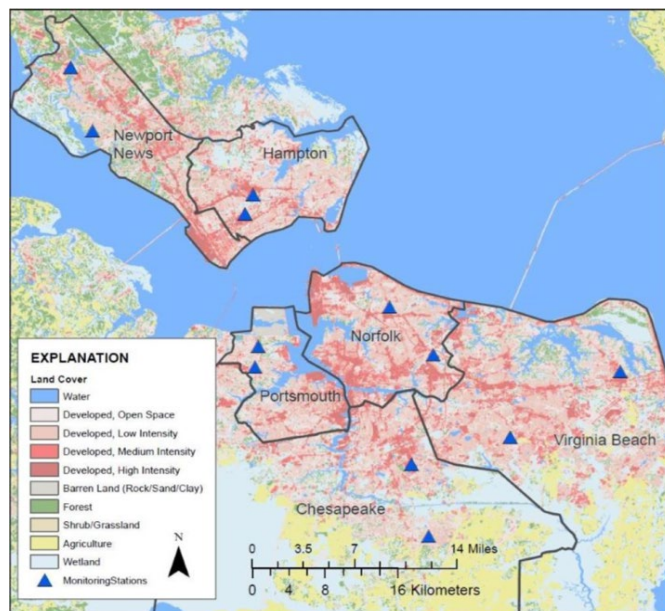 Newport
News
Hampton
Norfolk
Portsmouth
Virginia Beach
Chesapeake
EXPLANATION
Land Cover
Water
Developed, Open Space
Developed, Low Intensity
Developed, Medium Intensity
Developed, High Intensity
Barren Land (Rock/Sand/Clay)
Forest
Shrub/Grassland
Agriculture
Wetland
MonitoringStations
N
0 3.5 7 14 Miles
0 4 8 16 Kilometers